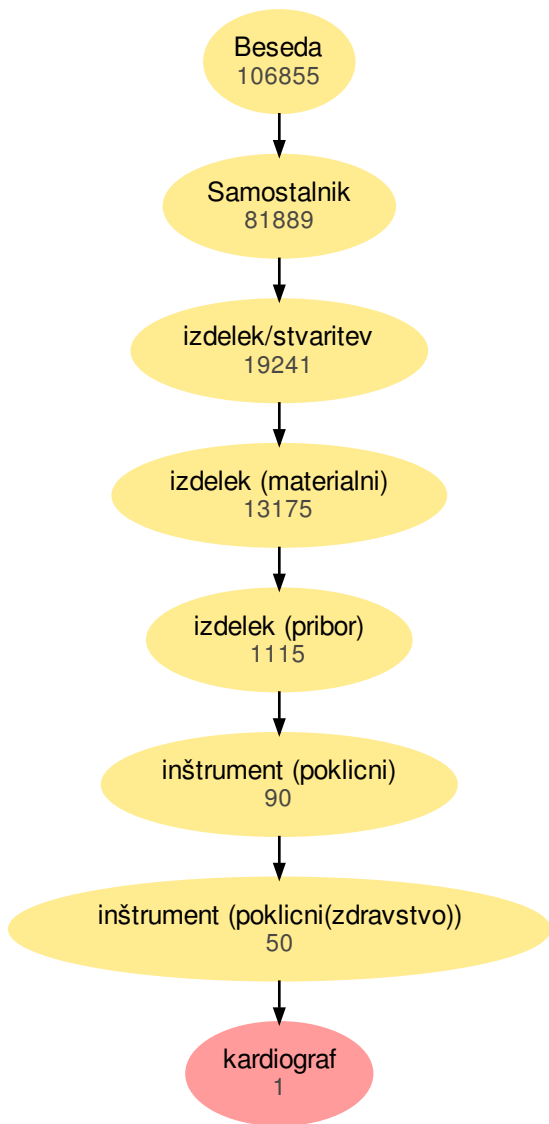 Beseda
106855
Samostalnik
81889
izdelek/stvaritev
19241
izdelek (materialni)
13175
izdelek (pribor)
1115
inštrument (poklicni)
90
inštrument (poklicni(zdravstvo))
50
kardiograf
1